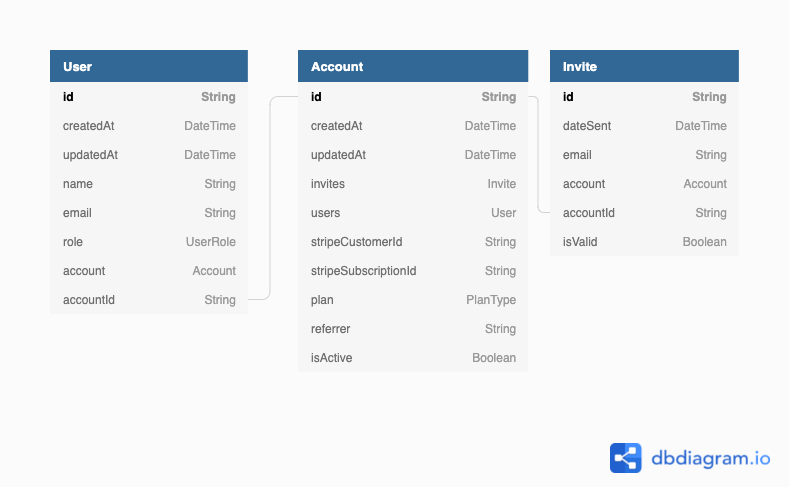 User
id String
createdAt DateTime
updatedAt DateTime
name String
email String
role UserRole
account Account
accountId String
Account
id String
createdAt DateTime
updatedAt DateTime
invites Invite
users User
stripeCustomerId String
stripeSubscriptionId String
plan PlanType
referrer String
isActive Boolean
Invite
id String
dateSent DateTime
email String
account Account
accountId String
isValid Boolean
dbdiagram.io